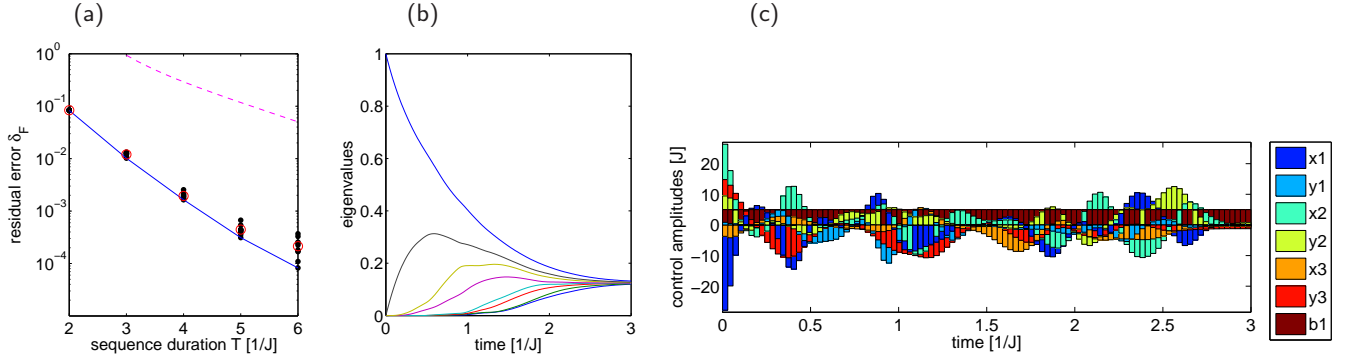 (a)
(b)
(c)
10^0
10^-1
10^-2
10^-3
10^-4
2 3 4 5 6
sequence duration T [1/J]
residual error δ_F
1
0.8
0.6
0.4
0.2
0
0 1 2 3
time [1/J]
eigenvalues
20
10
0
-10
-20
0 0.5 1 1.5 2 2.5 3
time [1/J]
control amplitudes [J]
x1
y1
x2
y2
x3
y3
b1